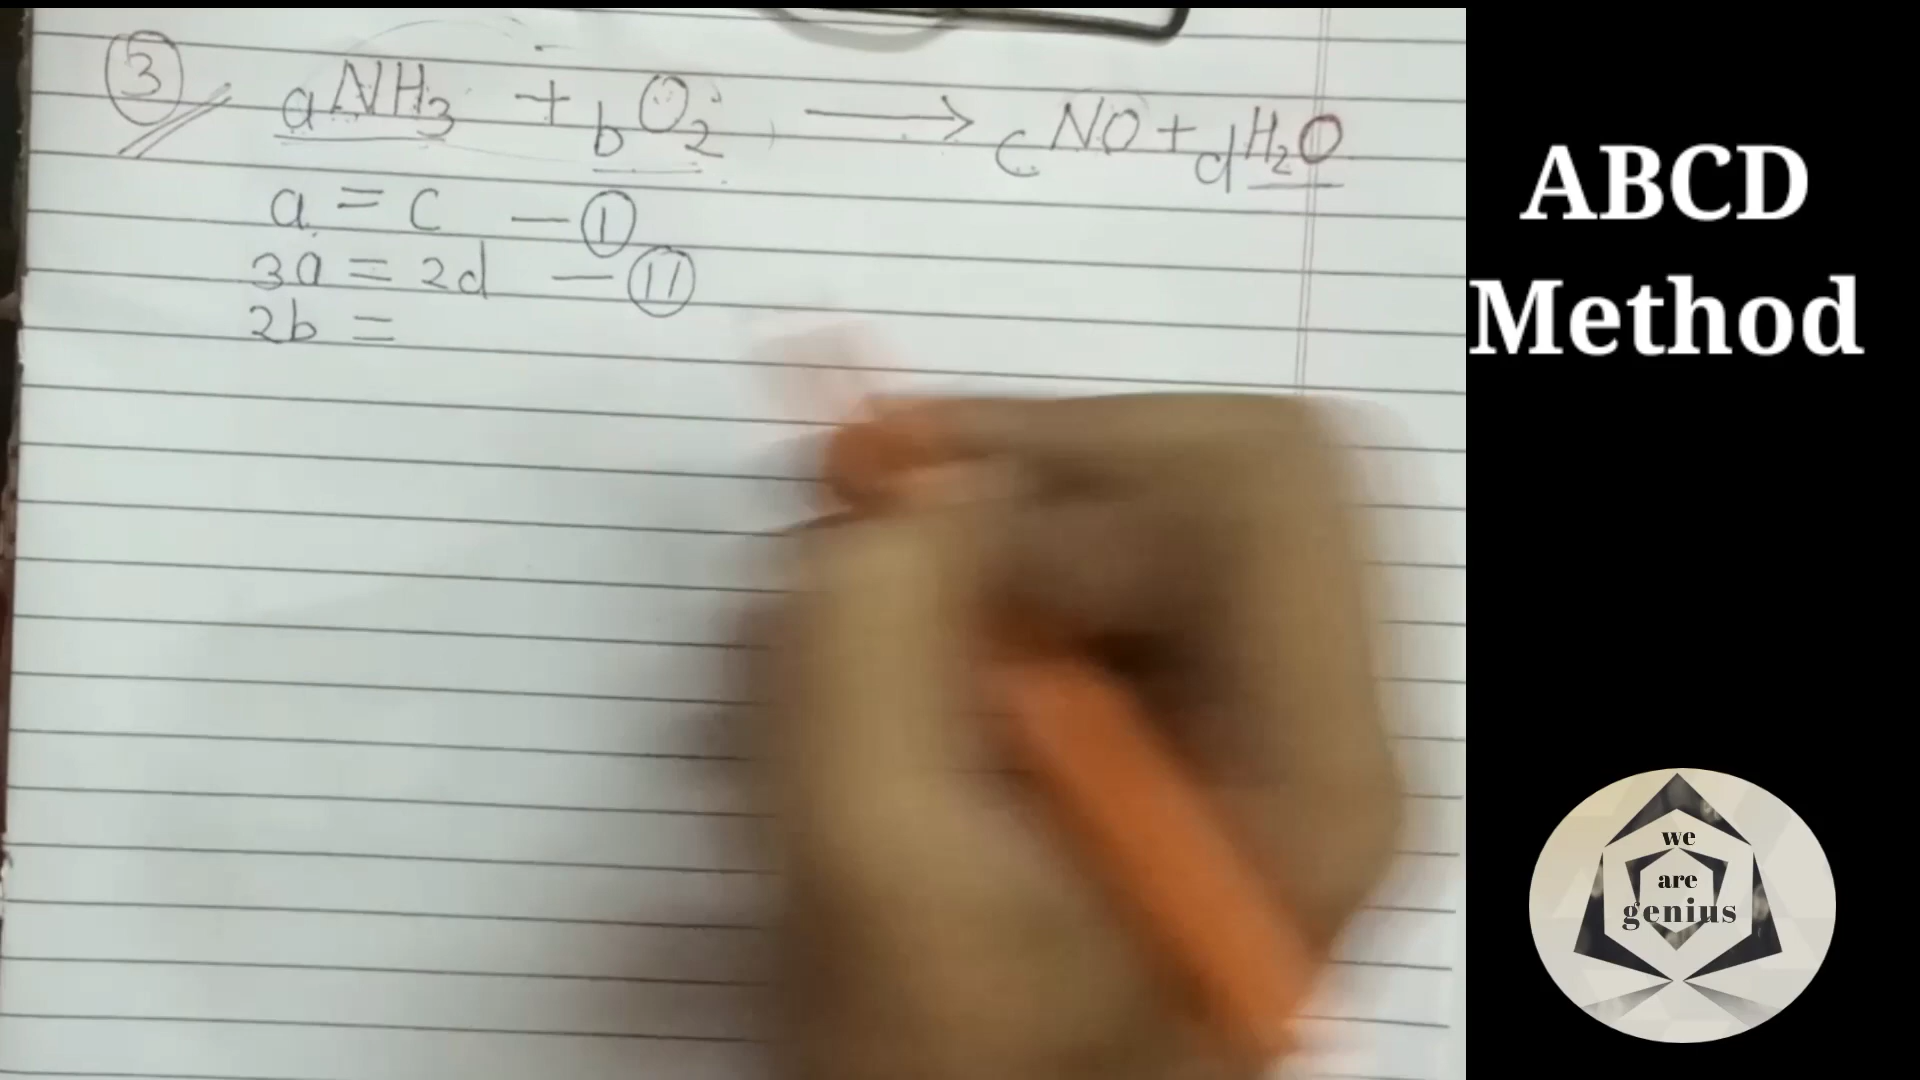 ③ aNH₃ + bO₂ → cNO + dH₂O
a = c — ①
3a = 2d — ⑪
2b =
ABCD
Method
we
are
genius